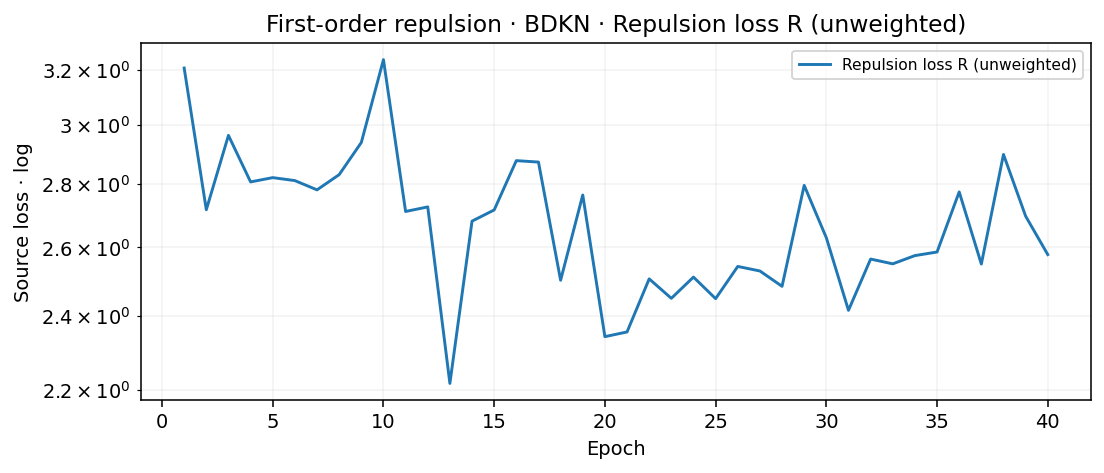 First-order repulsion · BDKN · Repulsion loss R (unweighted)
Repulsion loss R (unweighted)
Source loss · log
3.2 × 10⁰
3 × 10⁰
2.8 × 10⁰
2.6 × 10⁰
2.4 × 10⁰
2.2 × 10⁰
0 5 10 15 20 25 30 35 40
Epoch